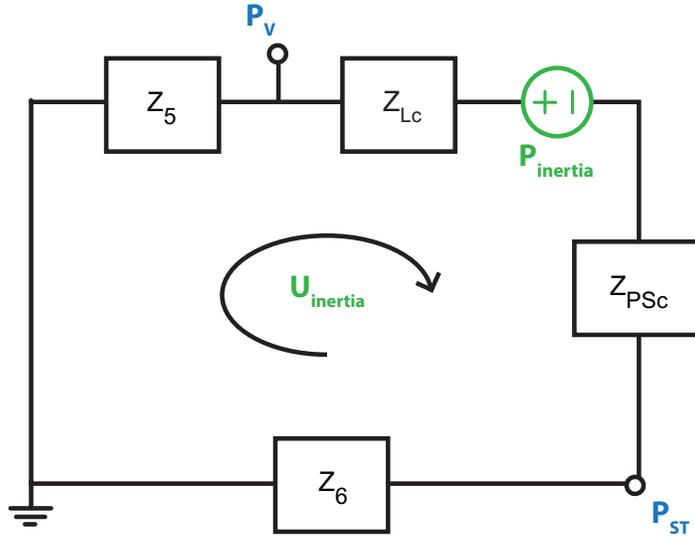 P_V
Z_5
Z_Lc
+ |
P_inertia
U_inertia
Z_PSc
Z_6
P_ST